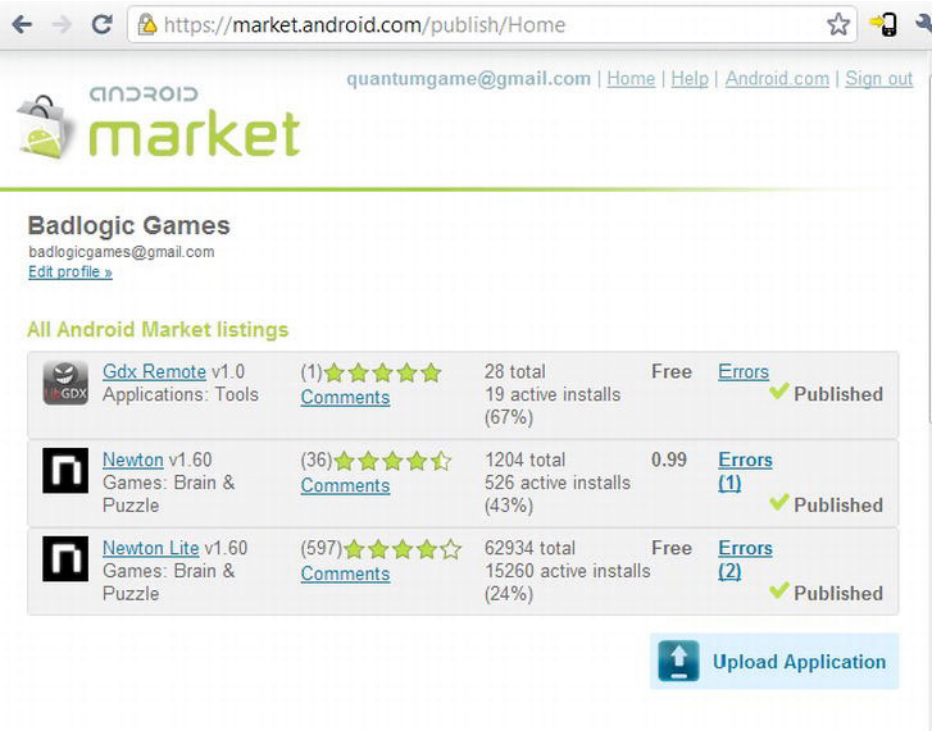 https://market.android.com/publish/Home
quantumgame@gmail.com | Home | Help | Android.com | Sign out
android
market
Badlogic Games
badlogicgames@gmail.com
Edit profile »
All Android Market listings
Gdx Remote v1.0 (1) 28 total Free Errors
Applications: Tools Comments 19 active installs Published
(67%)
libGDX
Newton v1.60 (36) 1204 total 0.99 Errors
Games: Brain & Comments 526 active installs (1)
Puzzle (43%) Published
n
Newton Lite v1.60 (597) 62934 total Free Errors
Games: Brain & Comments 15260 active installs (2)
Puzzle (24%) Published
n
Upload Application